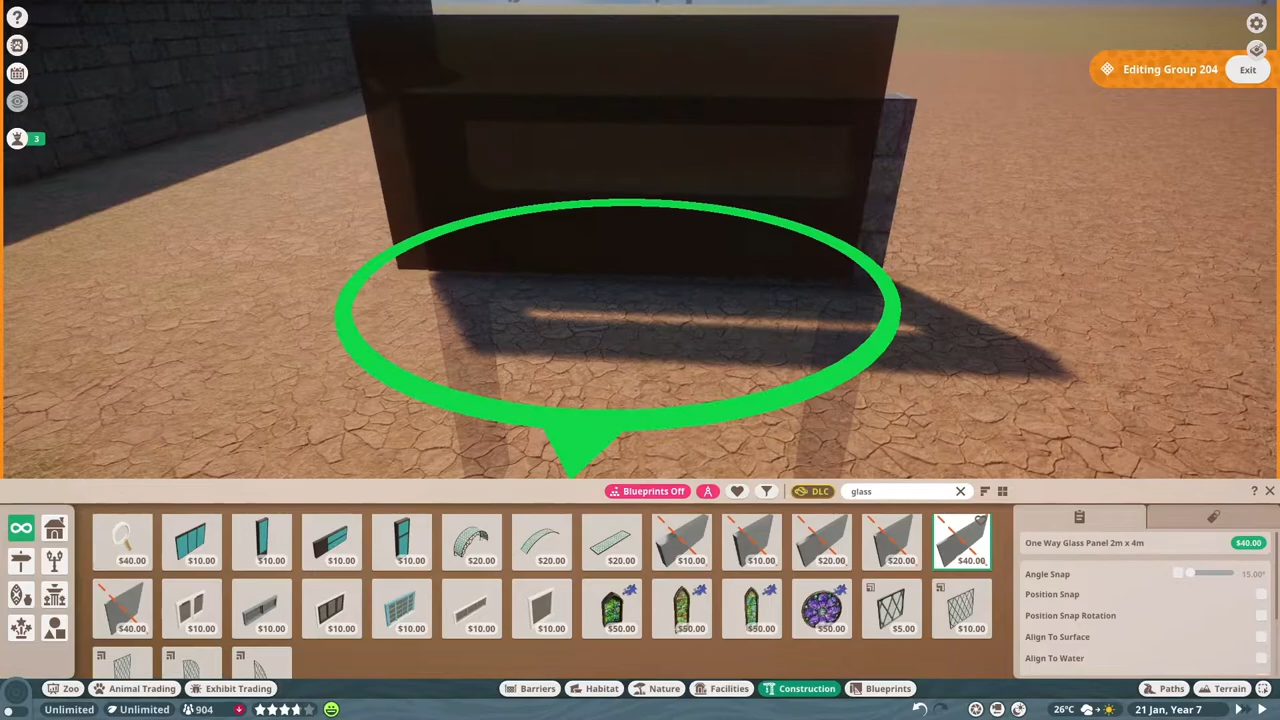 ?
Editing Group 204
Exit
3
Blueprints Off
DLC
glass
?
$40.00
$10.00
$10.00
$10.00
$10.00
$20.00
$20.00
$20.00
$10.00
$10.00
$20.00
$20.00
$40.00
One Way Glass Panel 2m x 4m
$40.00
Angle Snap
15.00°
Position Snap
Position Snap Rotation
Align To Surface
Align To Water
$40.00
$10.00
$10.00
$10.00
$10.00
$10.00
$10.00
$50.00
$50.00
$50.00
$50.00
$5.00
$10.00
Zoo
Animal Trading
Exhibit Trading
Barriers
Habitat
Nature
Facilities
Construction
Blueprints
Paths
Terrain
Unlimited
Unlimited
904
26°C
21 Jan, Year 7